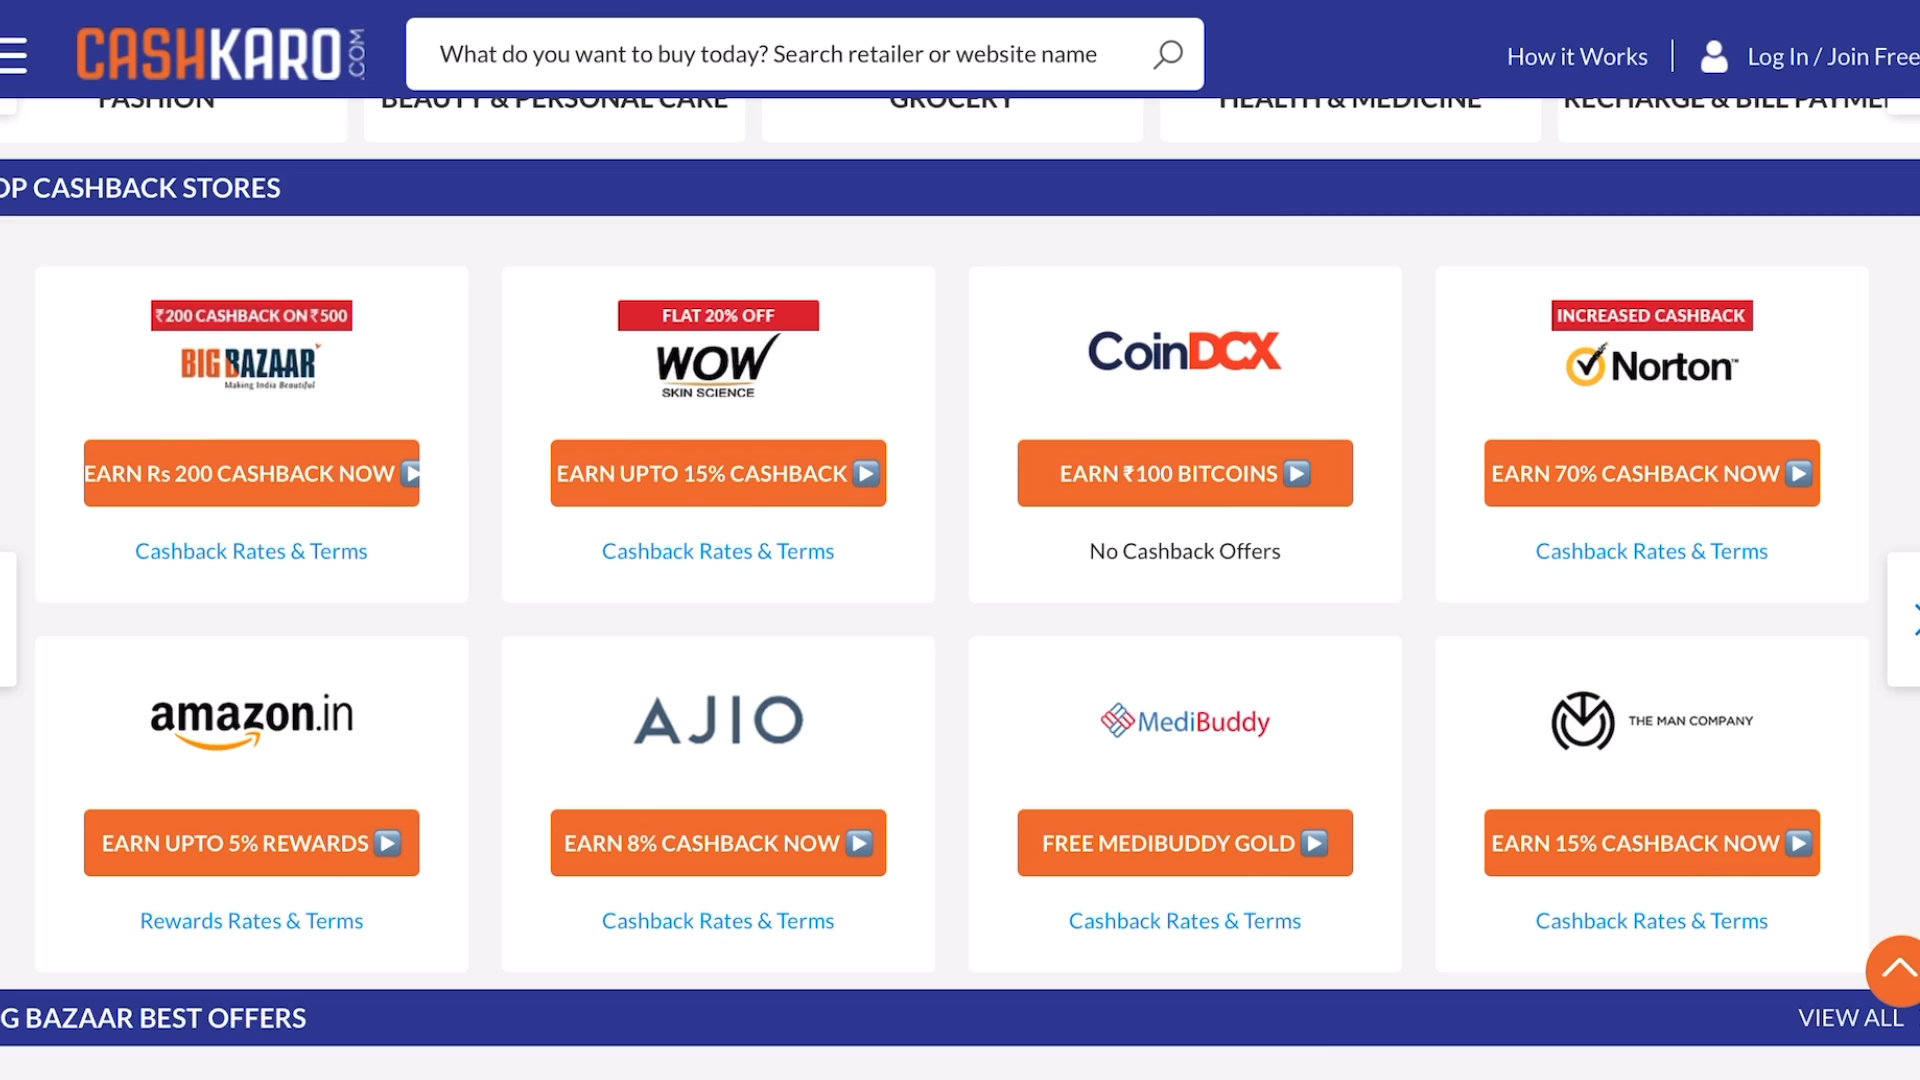 CASHKARO.COM
What do you want to buy today? Search retailer or website name
How it Works
Log In / Join Free
FASHION
BEAUTY & PERSONAL CARE
GROCERY
HEALTH & MEDICINE
RECHARGE & BILL PAYME
OP CASHBACK STORES
₹200 CASHBACK ON ₹500
BIG BAZAAR
Making India Beautiful
EARN Rs 200 CASHBACK NOW
Cashback Rates & Terms
FLAT 20% OFF
WOW
SKIN SCIENCE
EARN UPTO 15% CASHBACK
Cashback Rates & Terms
CoinDCX
EARN ₹100 BITCOINS
No Cashback Offers
INCREASED CASHBACK
Norton™
EARN 70% CASHBACK NOW
Cashback Rates & Terms
amazon.in
EARN UPTO 5% REWARDS
Rewards Rates & Terms
AJIO
EARN 8% CASHBACK NOW
Cashback Rates & Terms
MediBuddy
FREE MEDIBUDDY GOLD
Cashback Rates & Terms
THE MAN COMPANY
EARN 15% CASHBACK NOW
Cashback Rates & Terms
G BAZAAR BEST OFFERS
VIEW ALL